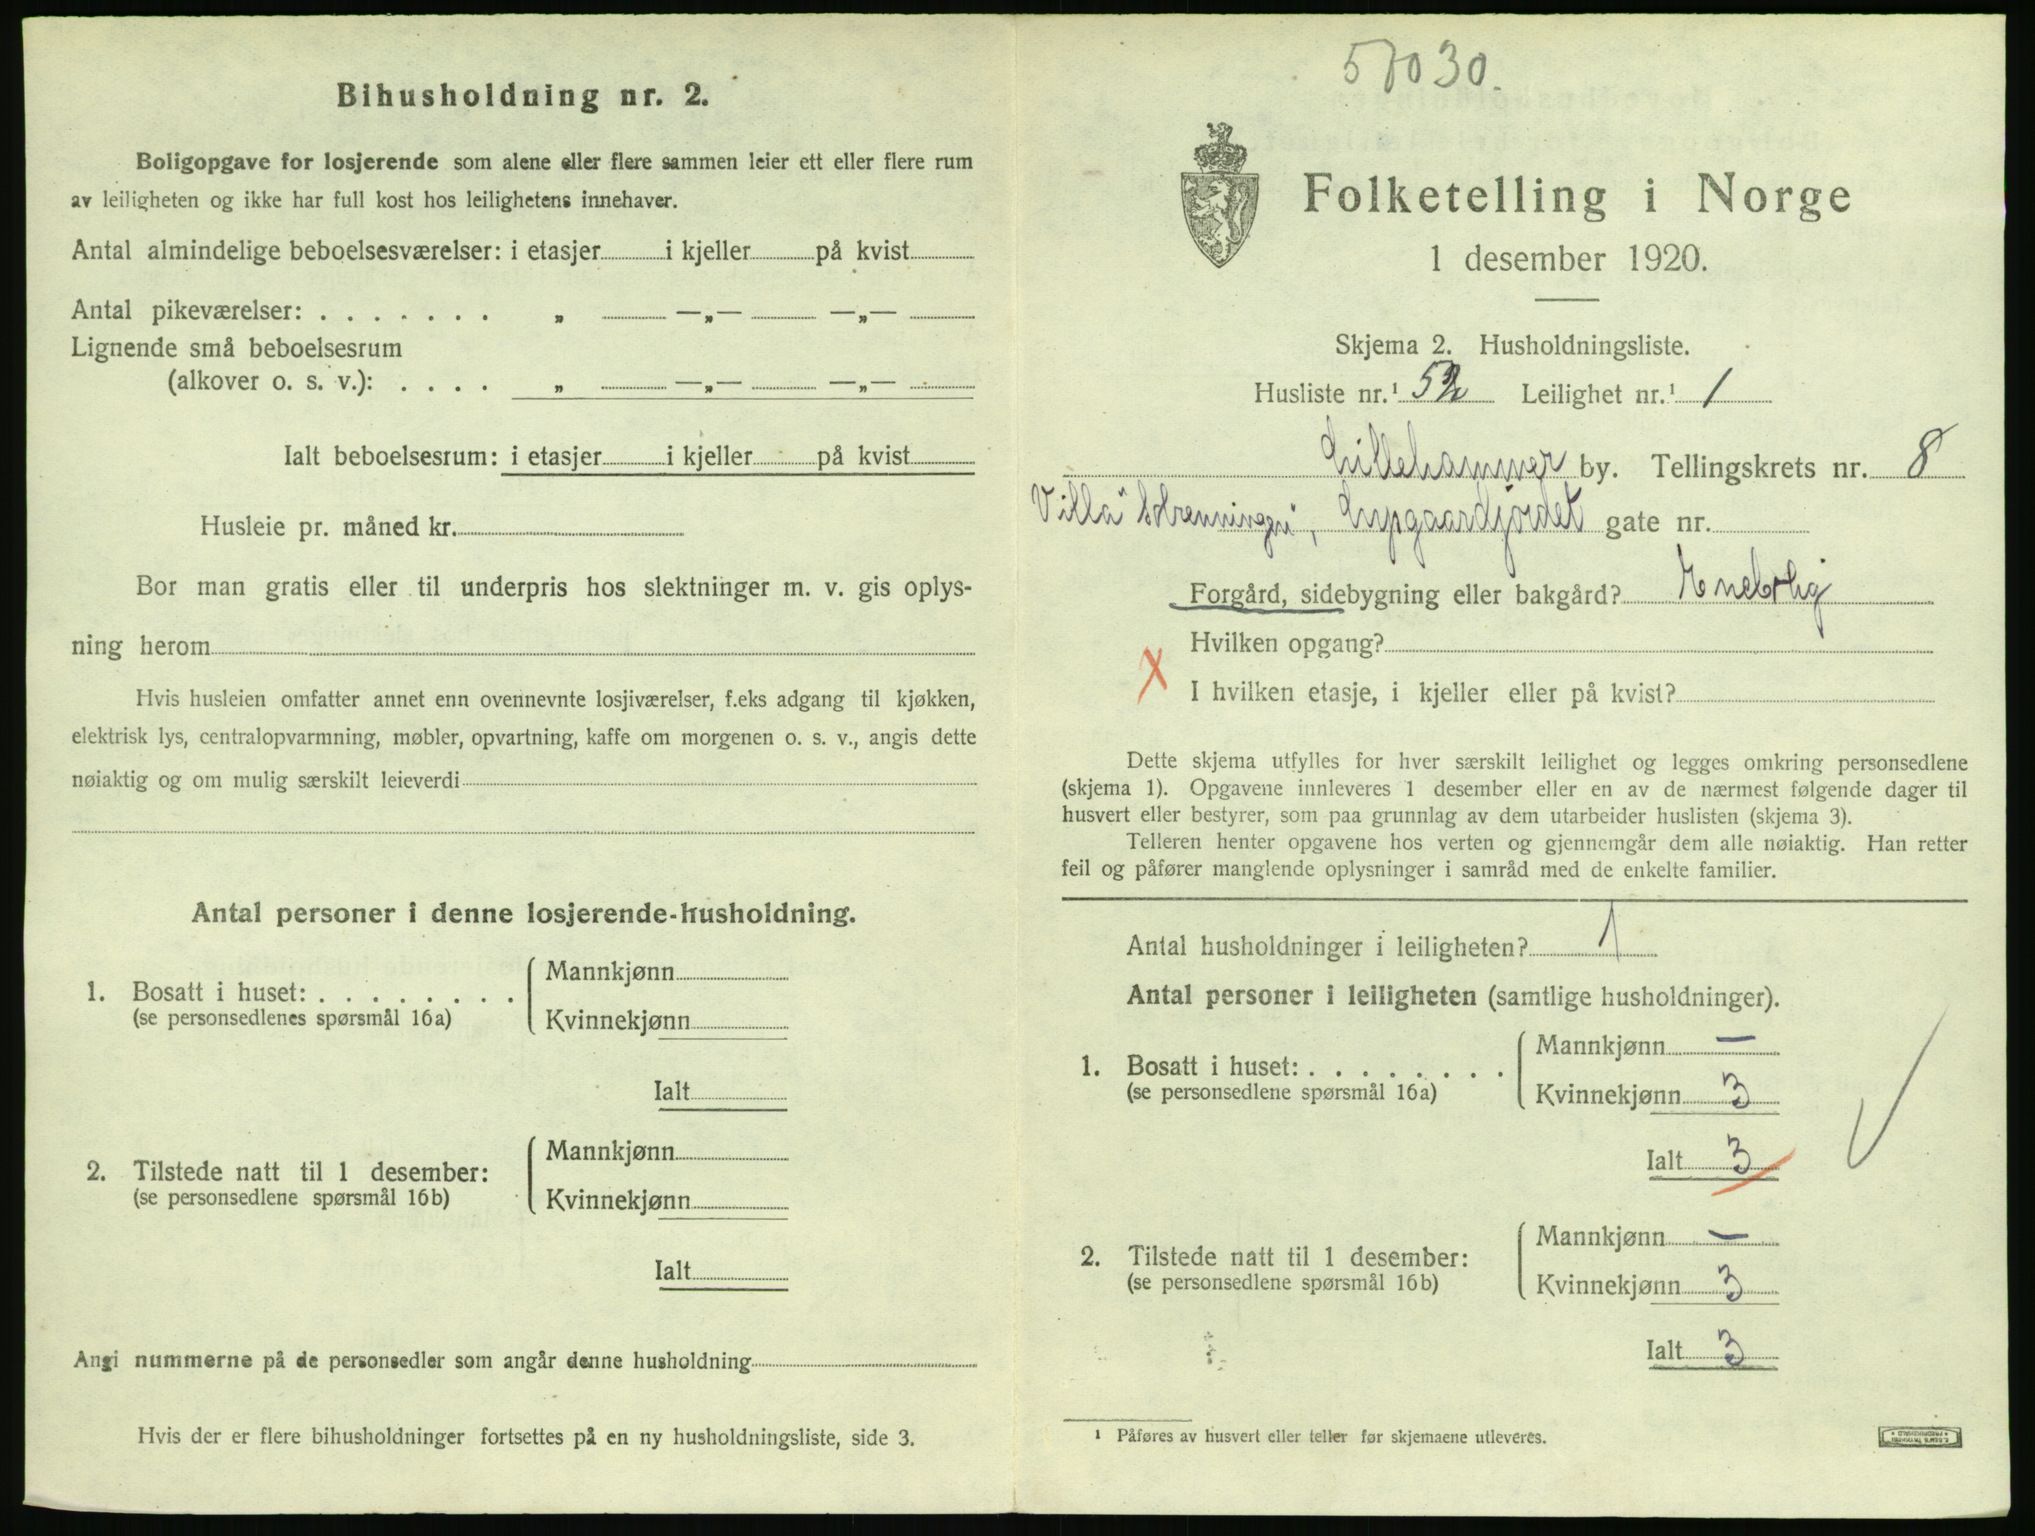 Bihusholdning nr. 2.
Boligopgave for losjerende som alene eller flere sammen leier ett eller flere rum
av leiligheten og ikke har full kost hos leilighetens innehaver.
Antal almindelige beboelsesværelser: i etasjer i kjeller på kvist
Antal pikeværelser: . . . . . . . „ —„— —„—
Lignende små beboelsesrum
(alkover o. s. v.): . . . . „ —„— —„—
Ialt beboelsesrum: i etasjer i kjeller på kvist
Husleie pr. måned kr.
Bor man gratis eller til underpris hos slektninger m. v. gis oplys-
ning herom
Hvis husleien omfatter annet enn ovennevnte losjiværelser, f.eks adgang til kjøkken,
elektrisk lys, centralopvarmning, møbler, opvartning, kaffe om morgenen o. s. v., angis dette
nøiaktig og om mulig særskilt leieverdi
Antal personer i denne losjerende-husholdning.
1. Bosatt i huset: . . . . . . . .
(se personsedlenes spørsmål 16a)
Mannkjønn
Kvinnekjønn
Ialt
2. Tilstede natt til 1 desember:
(se personsedlene spørsmål 16b)
Mannkjønn
Kvinnekjønn
Ialt
Angi nummerne på de personsedler som angår denne husholdning
Hvis der er flere bihusholdninger fortsettes på en ny husholdningsliste, side 3.
Folketelling i Norge
1 desember 1920.
Skjema 2. Husholdningsliste.
Husliste nr.¹ Leilighet nr.¹ 1
Lillehammer by. Tellingskrets nr. 8
Villa gate nr.
Forgård, sidebygning eller bakgård? Enebolig
Hvilken opgang?
X
I hvilken etasje, i kjeller eller på kvist?
Dette skjema utfylles for hver særskilt leilighet og legges omkring personsedlene
(skjema 1). Opgavene innleveres 1 desember eller en av de nærmest følgende dager til
husvert eller bestyrer, som paa grunnlag av dem utarbeider huslisten (skjema 3).
Telleren henter opgavene hos verten og gjennemgår dem alle nøiaktig. Han retter
feil og påfører manglende oplysninger i samråd med de enkelte familier.
Antal husholdninger i leiligheten? 1
Antal personer i leiligheten (samtlige husholdninger).
1. Bosatt i huset: . . . . . . . .
(se personsedlene spørsmål 16a)
Mannkjønn —
Kvinnekjønn 3
Ialt 3
2. Tilstede natt til 1 desember:
(se personsedlene spørsmål 16b)
Mannkjønn —
Kvinnekjønn 3
Ialt 3
¹ Påføres av husvert eller teller før skjemaene utleveres.